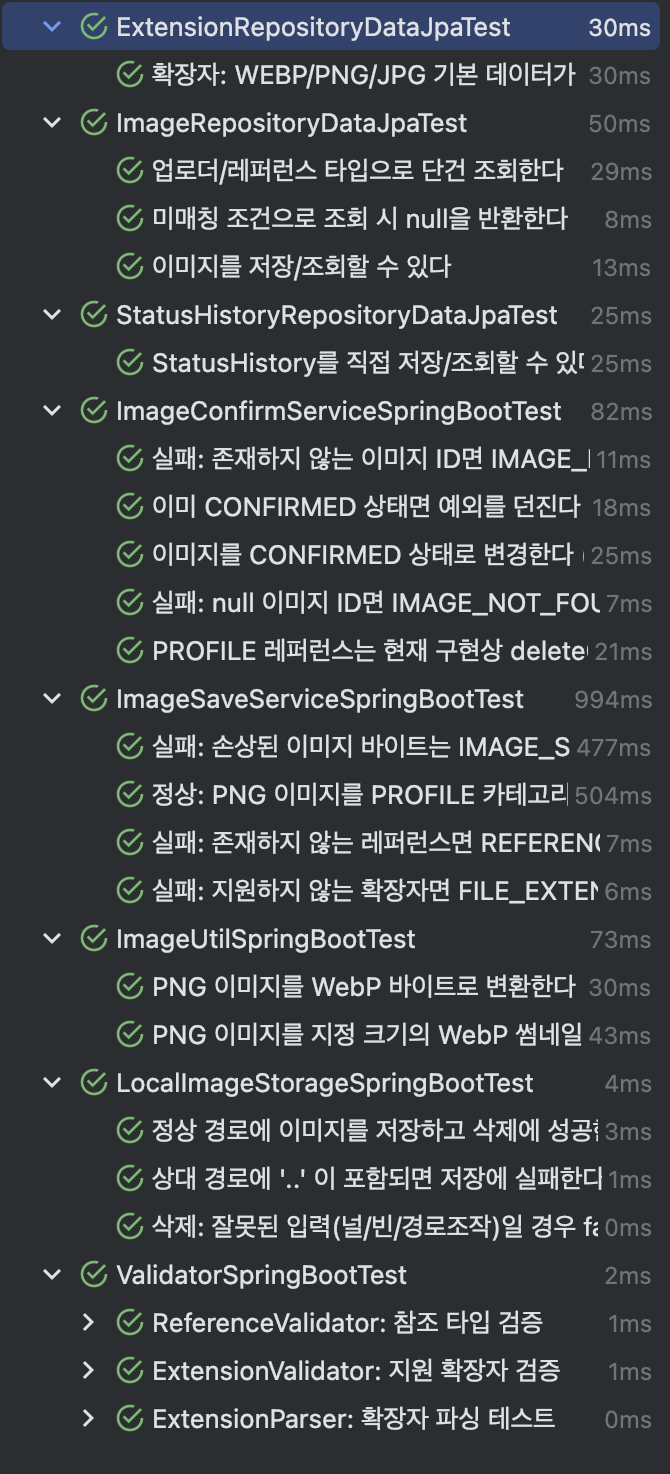 ExtensionRepositoryDataJpaTest 30ms
확장자: WEBP/PNG/JPG 기본 데이터가 30ms
ImageRepositoryDataJpaTest 50ms
업로더/레퍼런스 타입으로 단건 조회한다 29ms
미매칭 조건으로 조회 시 null을 반환한다 8ms
이미지를 저장/조회할 수 있다 13ms
StatusHistoryRepositoryDataJpaTest 25ms
StatusHistory를 직접 저장/조회할 수 있 25ms
ImageConfirmServiceSpringBootTest 82ms
실패: 존재하지 않는 이미지 ID면 IMAGE_ 11ms
이미 CONFIRMED 상태면 예외를 던진다 18ms
이미지를 CONFIRMED 상태로 변경한다 25ms
실패: null 이미지 ID면 IMAGE_NOT_FOU 7ms
PROFILE 레퍼런스는 현재 구현상 delete 21ms
ImageSaveServiceSpringBootTest 994ms
실패: 손상된 이미지 바이트는 IMAGE_S 477ms
정상: PNG 이미지를 PROFILE 카테고리 504ms
실패: 존재하지 않는 레퍼런스면 REFEREN 7ms
실패: 지원하지 않는 확장자면 FILE_EXTEN 6ms
ImageUtilSpringBootTest 73ms
PNG 이미지를 WebP 바이트로 변환한다 30ms
PNG 이미지를 지정 크기의 WebP 썸네일 43ms
LocalImageStorageSpringBootTest 4ms
정상 경로에 이미지를 저장하고 삭제에 성공 3ms
상대 경로에 '..' 이 포함되면 저장에 실패한다 1ms
삭제: 잘못된 입력(널/빈/경로조작)일 경우 fa 0ms
ValidatorSpringBootTest 2ms
ReferenceValidator: 참조 타입 검증 1ms
ExtensionValidator: 지원 확장자 검증 1ms
ExtensionParser: 확장자 파싱 테스트 0ms